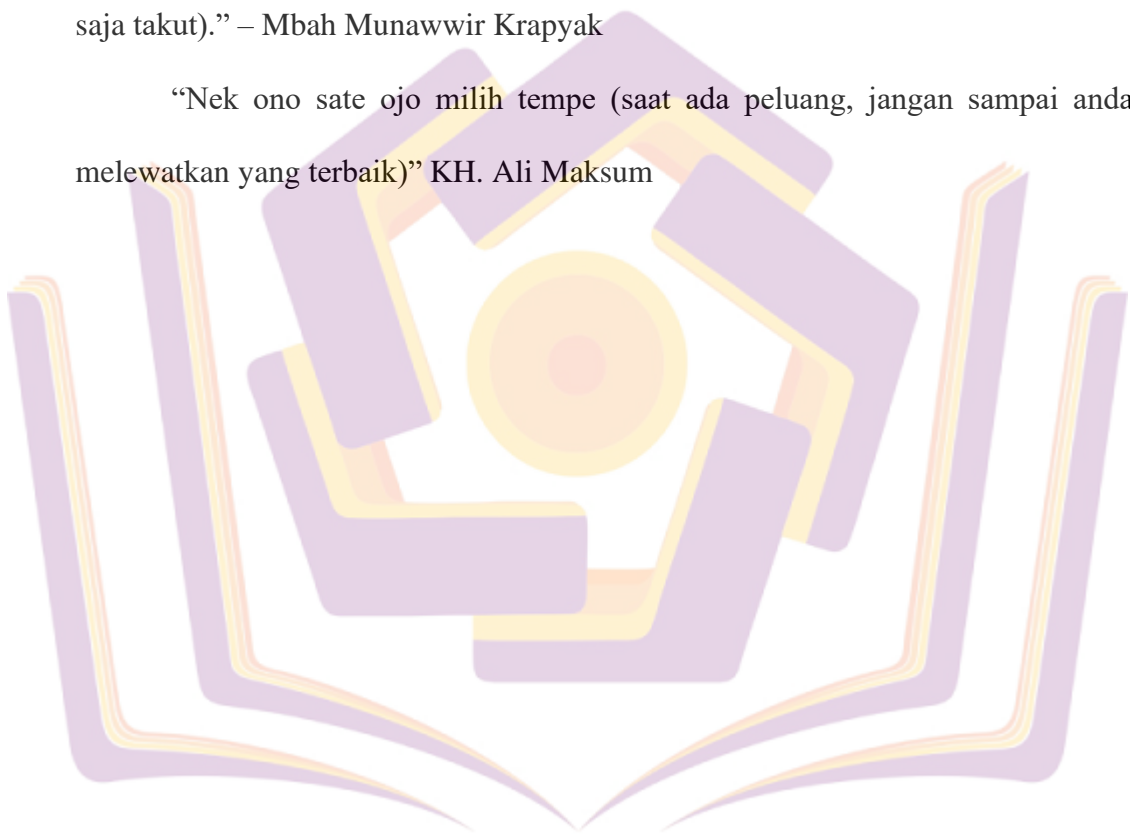 saja takut).” – Mbah Munawwir Krapyak
“Nek ono sate ojo milih tempe (saat ada peluang, jangan sampai anda
melewatkan yang terbaik)” KH. Ali Maksum